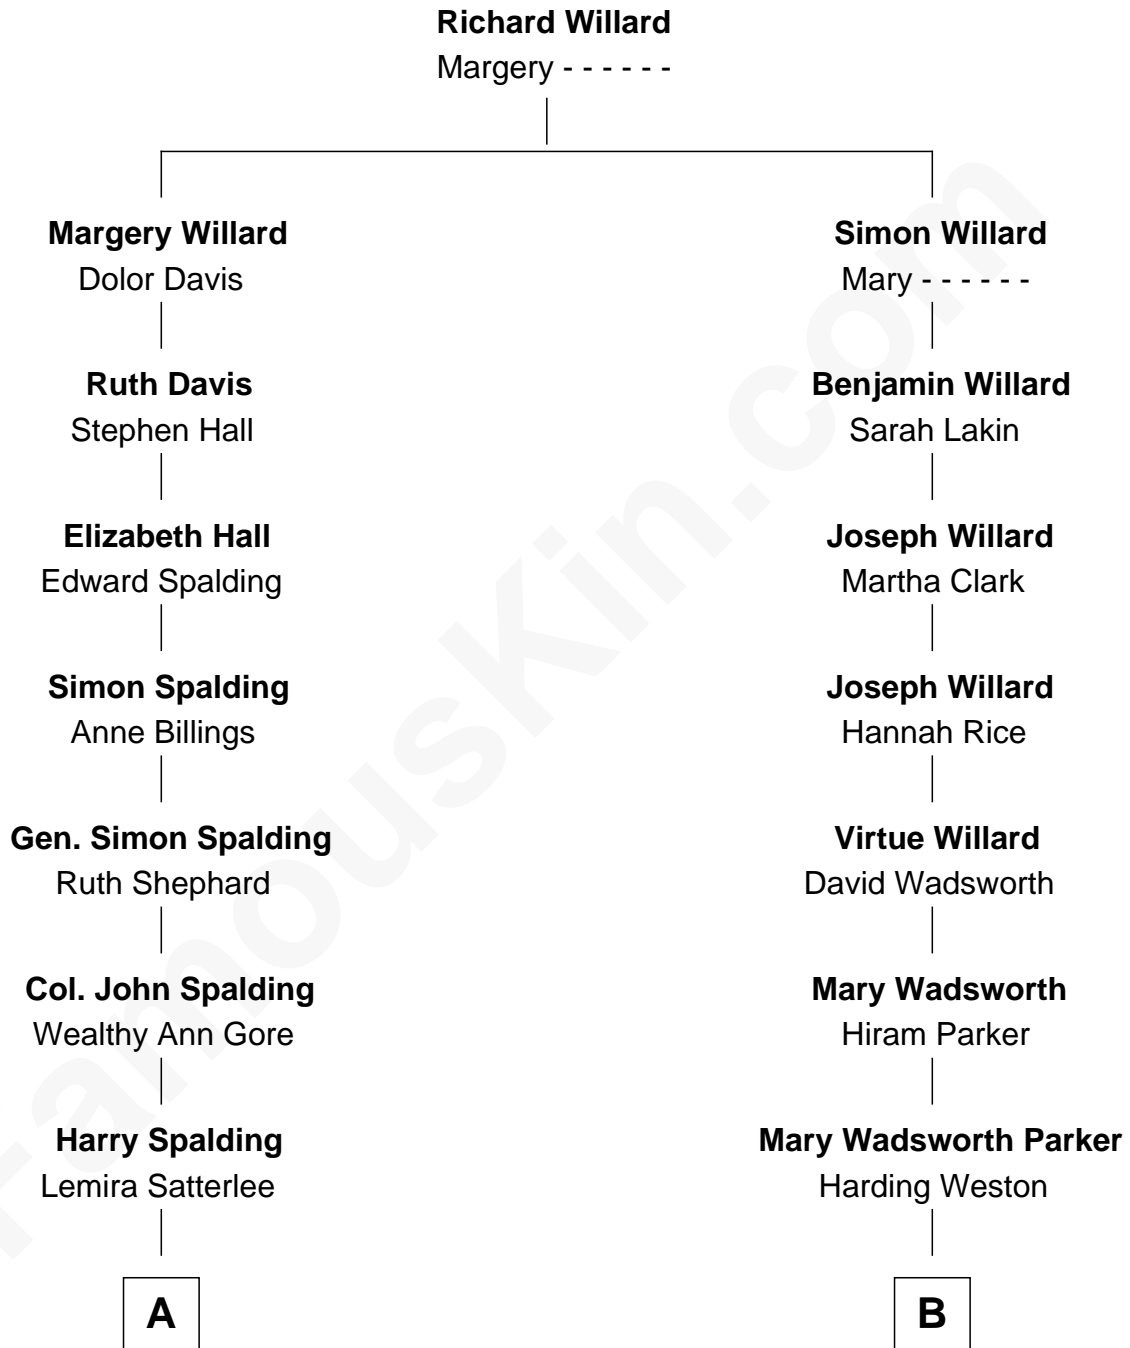 Richard Willard
Margery - - - - - -
Margery Willard
Dolor Davis
Simon Willard
Mary - - - - - -
Ruth Davis
Stephen Hall
Benjamin Willard
Sarah Lakin
Elizabeth Hall
Edward Spalding
Joseph Willard
Martha Clark
Simon Spalding
Anne Billings
Joseph Willard
Hannah Rice
Gen. Simon Spalding
Ruth Shephard
Virtue Willard
David Wadsworth
Col. John Spalding
Wealthy Ann Gore
Mary Wadsworth
Hiram Parker
Harry Spalding
Lemira Satterlee
Mary Wadsworth Parker
Harding Weston
A
B
FamousKin.com